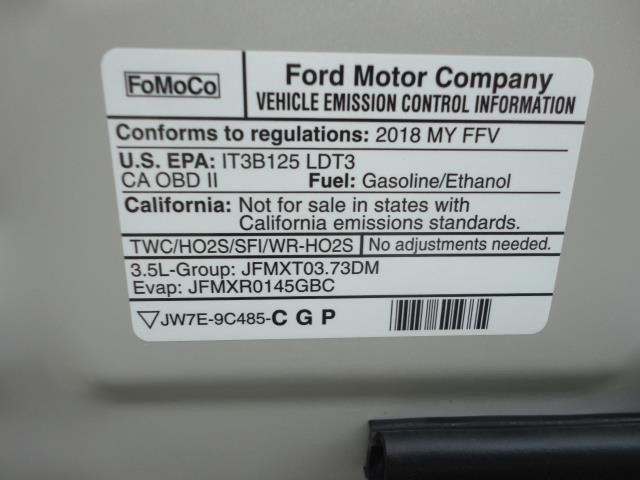 FoMoCo
Ford Motor Company
VEHICLE EMISSION CONTROL INFORMATION
Conforms to regulations: 2018 MY FFV
U.S. EPA: IT3B125 LDT3
CA OBD II Fuel: Gasoline/Ethanol
California: Not for sale in states with
California emissions standards.
TWC/HO2S/SFI/WR-HO2S No adjustments needed.
3.5L-Group: JFMXT03.73DM
Evap: JFMXR0145GBC
JW7E-9C485-C G P